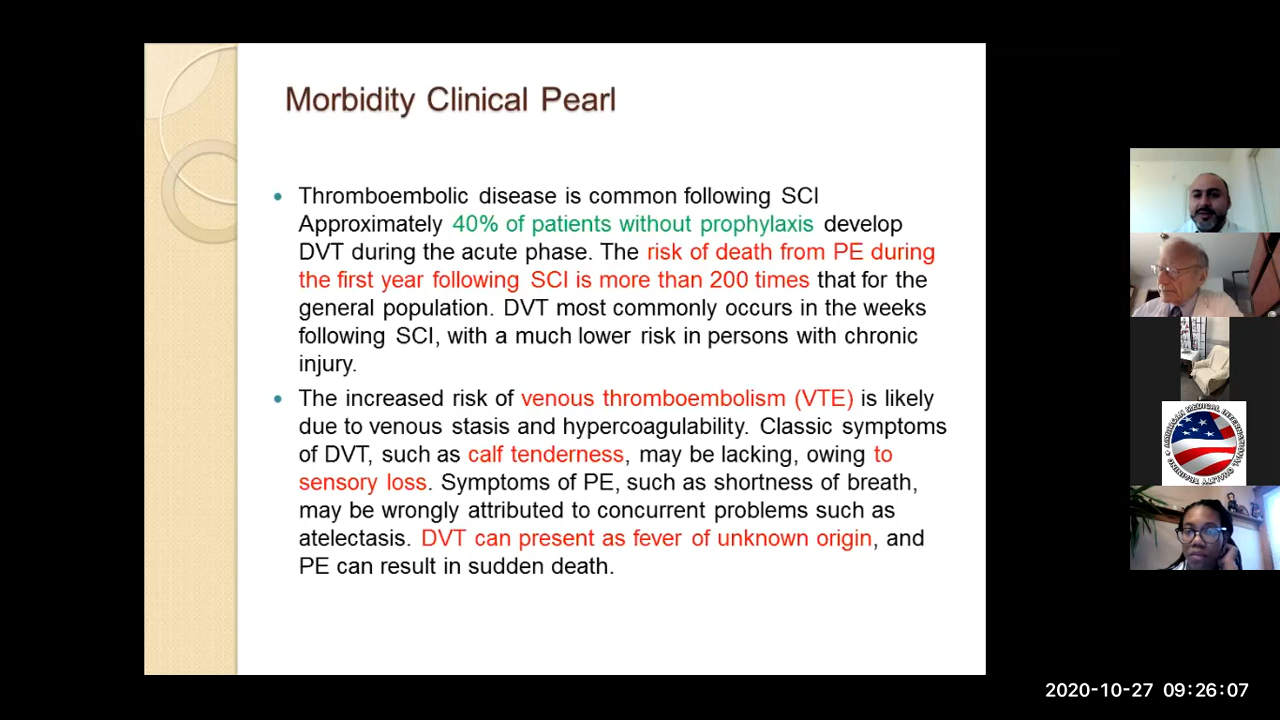 Morbidity Clinical Pearl
Thromboembolic disease is common following SCI
Approximately 40% of patients without prophylaxis develop
DVT during the acute phase. The risk of death from PE during
the first year following SCI is more than 200 times that for the
general population. DVT most commonly occurs in the weeks
following SCI, with a much lower risk in persons with chronic
injury.
The increased risk of venous thromboembolism (VTE) is likely
due to venous stasis and hypercoagulability. Classic symptoms
of DVT, such as calf tenderness, may be lacking, owing to
sensory loss. Symptoms of PE, such as shortness of breath,
may be wrongly attributed to concurrent problems such as
atelectasis. DVT can present as fever of unknown origin, and
PE can result in sudden death.
AMERICAN MEDICAL INTERNATIONAL QUALITY TRAINING
2020-10-27 09:26:07